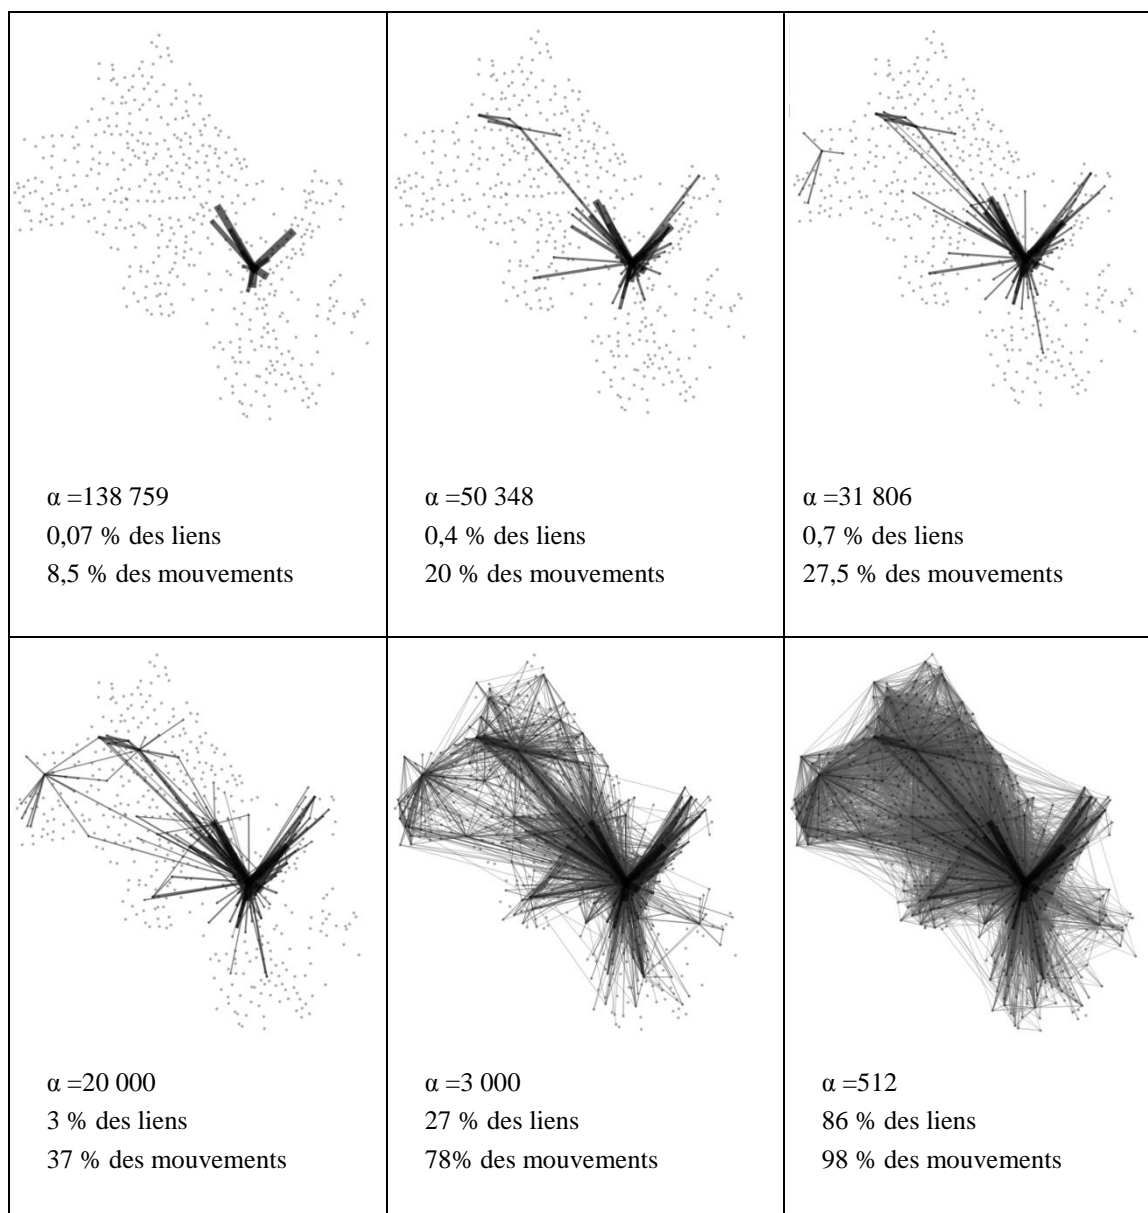 α =138 759
0,07 % des liens
8,5 % des mouvements
α =50 348
0,4 % des liens
20 % des mouvements
α =31 806
0,7 % des liens
27,5 % des mouvements
α =20 000
3 % des liens
37 % des mouvements
α =3 000
27 % des liens
78% des mouvements
α =512
86 % des liens
98 % des mouvements